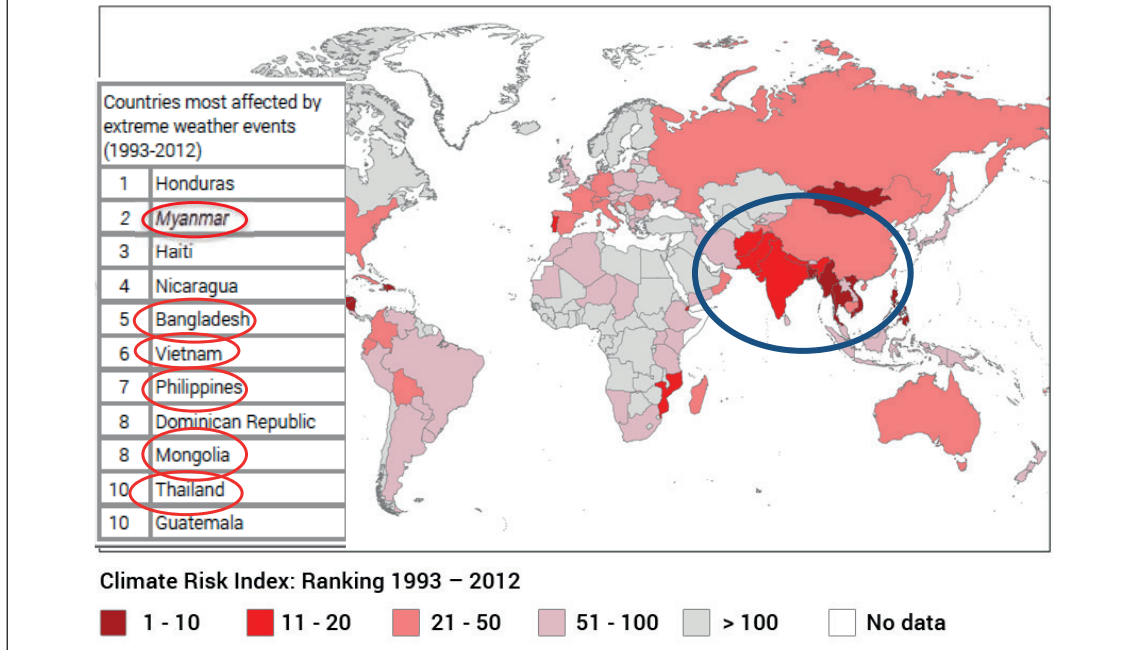 Countries most affected by
extreme weather events
(1993-2012)
1 Honduras
2 Myanmar
3 Haiti
4 Nicaragua
5 Bangladesh
6 Vietnam
7 Philippines
8 Dominican Republic
8 Mongolia
10 Thailand
10 Guatemala
Climate Risk Index: Ranking 1993 – 2012
1 - 10 11 - 20 21 - 50 51 - 100 > 100 No data